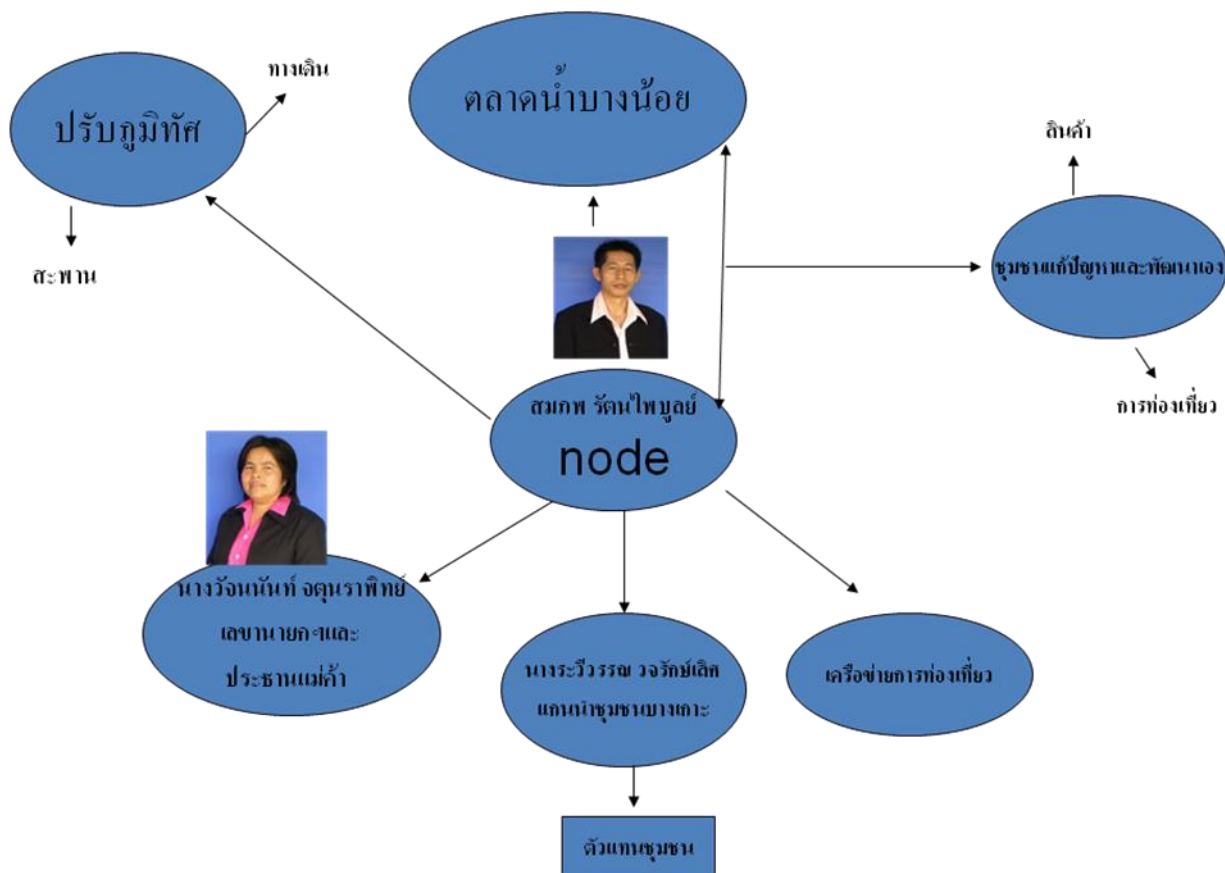 ตลาดน้ำบางน้อย
ทางเดิน
ปรับภูมิทัศ
สะพาน
สินค้า
ชุมชนแก้ปัญหาและพัฒนาเอง
การท่องเที่ยว
สมภพ รัตนไพบูลย์
node
นางวัจนนันท์ จตุนราพิทย์
เลขานายกฯและ
ประธานแม่ค้า
นางระวีวรรณ วจรักษ์เลิศ
แกนนำชุมชนบางเกาะ
เครือข่ายการท่องเที่ยว
ตัวแทนชุมชน